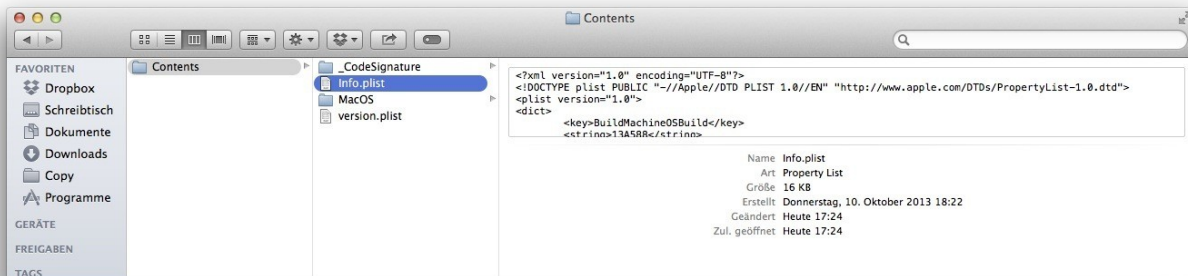 Contents
FAVORITEN
Dropbox
Schreibtisch
Dokumente
Downloads
Copy
Programme
GERÄTE
FREIGABEN
TAGS
Contents
_CodeSignature
Info.plist
MacOS
version.plist
<?xml version="1.0" encoding="UTF-8"?>
<!DOCTYPE plist PUBLIC "-//Apple//DTD PLIST 1.0//EN" "http://www.apple.com/DTDs/PropertyList-1.0.dtd">
<plist version="1.0">
<dict>
<key>BuildMachineOSBuild</key>
<string>13A588</string>
Name Info.plist
Art Property List
Größe 16 KB
Erstellt Donnerstag, 10. Oktober 2013 18:22
Geändert Heute 17:24
Zul. geöffnet Heute 17:24